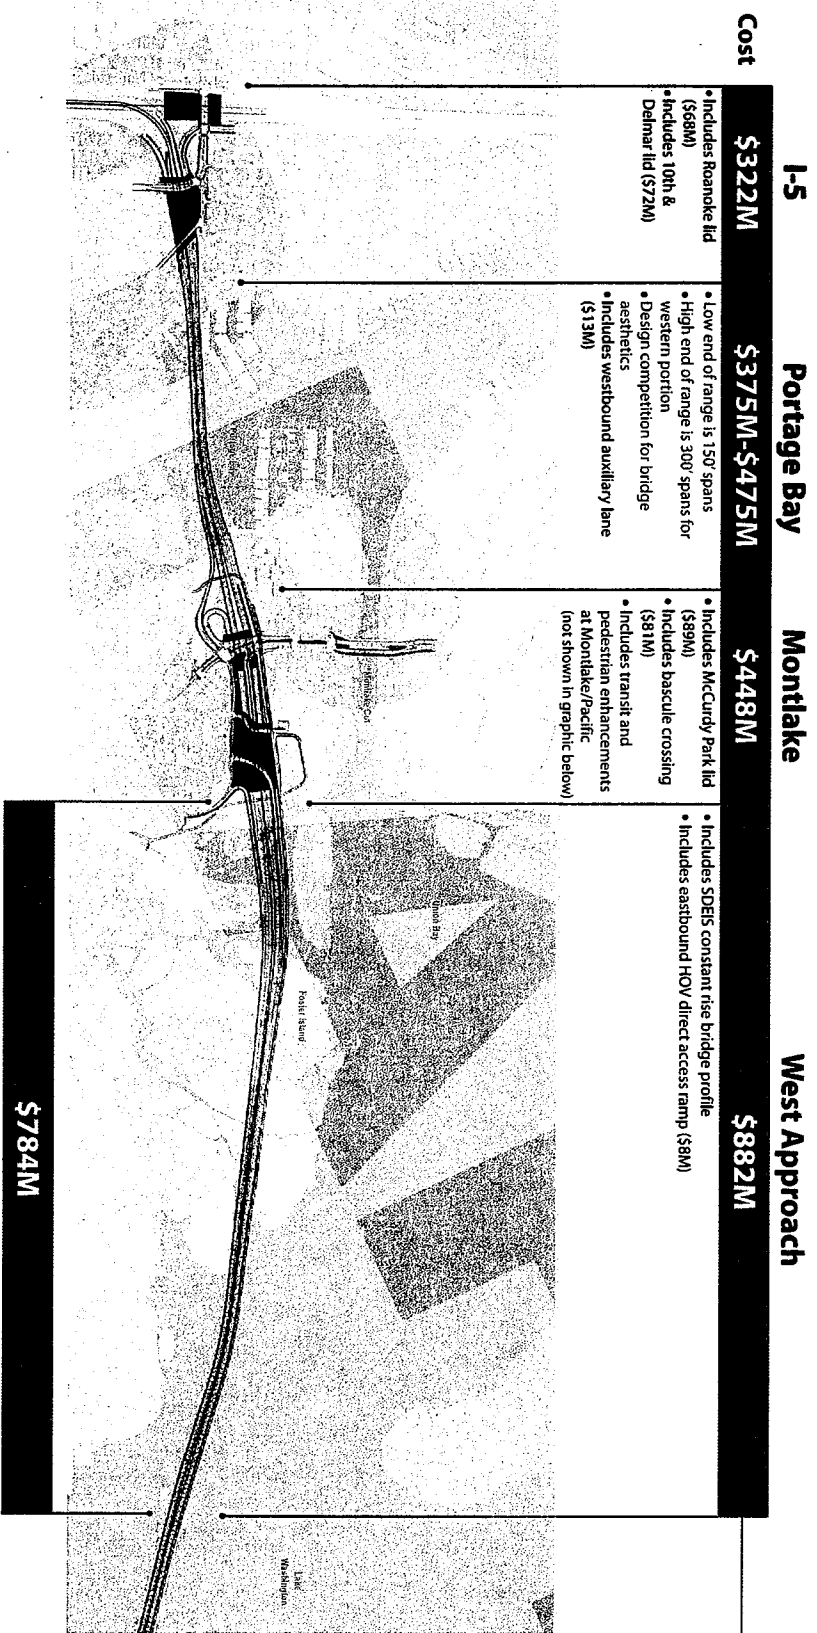 Cost
I-5
$322M
• Includes Roanoke lid
($68M)
• Includes 10th &
Delmar lid ($72M)
Portage Bay
$375M-$475M
• Low end of range is 150' spans
• High end of range is 300' spans for
western portion
• Design competition for bridge
aesthetics
• Includes westbound auxiliary lane
($13M)
Montlake
$448M
• Includes McCurdy Park lid
($89M)
• Includes bascule crossing
($81M)
• Includes transit and
pedestrian enhancements
at Montlake/Pacific
(not shown in graphic below)
West Approach
$882M
• Includes SDEIS constant rise bridge profile
• Includes eastbound HOV direct access ramp ($8M)
Montlake Cut
Union Bay
Foster Island
Lake
Washington
$784M